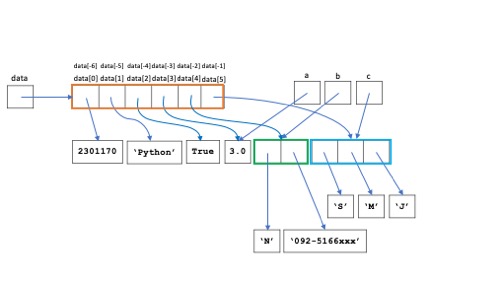 data[-6] data[-5] data[-4] data[-3] data[-2] data[-1]
data data[0] data[1] data[2] data[3] data[4] data[5] a b c
2301170 ‘Python’ True 3.0
‘S’ ‘M’ ‘J’
‘N’ ‘092-5166xxx’